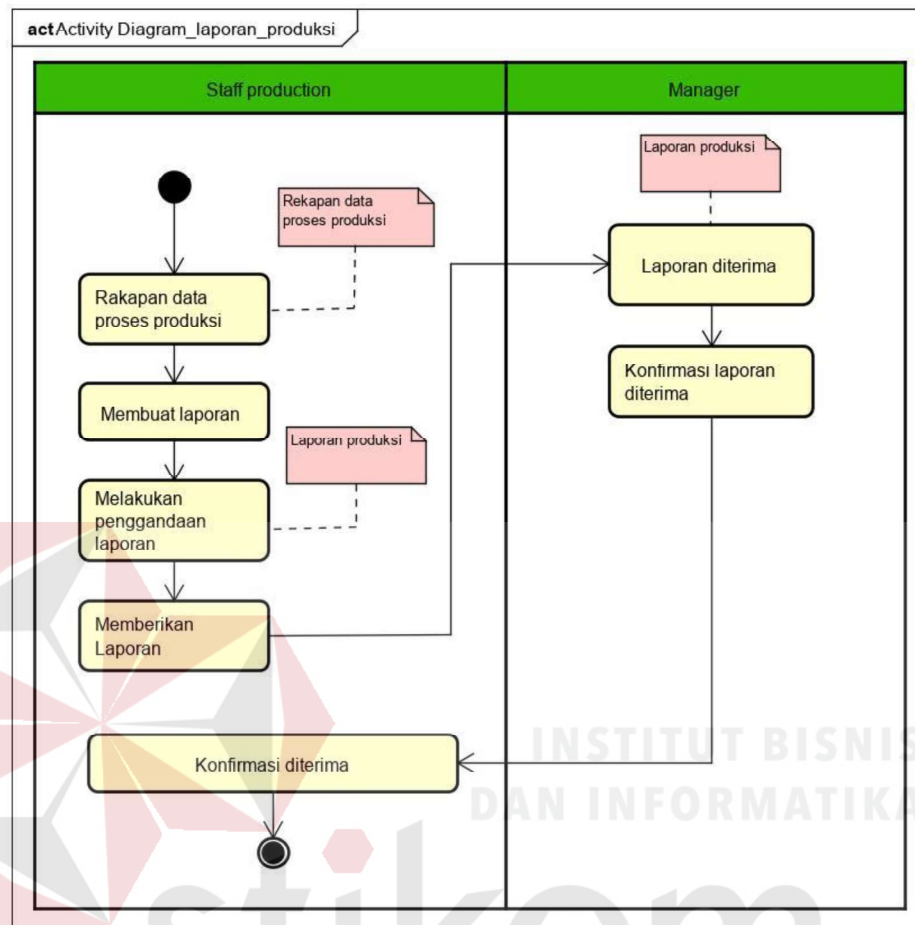 act Activity Diagram_laporan_produksi
Staff production
Manager
Laporan produksi
Rekapan data
proses produksi
Laporan diterima
Rakapan data
proses produksi
Konfirmasi laporan
diterima
Membuat laporan
Laporan produksi
Melakukan
penggandaan
laporan
Memberikan
Laporan
Konfirmasi diterima
INSTITUT BISNIS
DAN INFORMATIKA
stikom